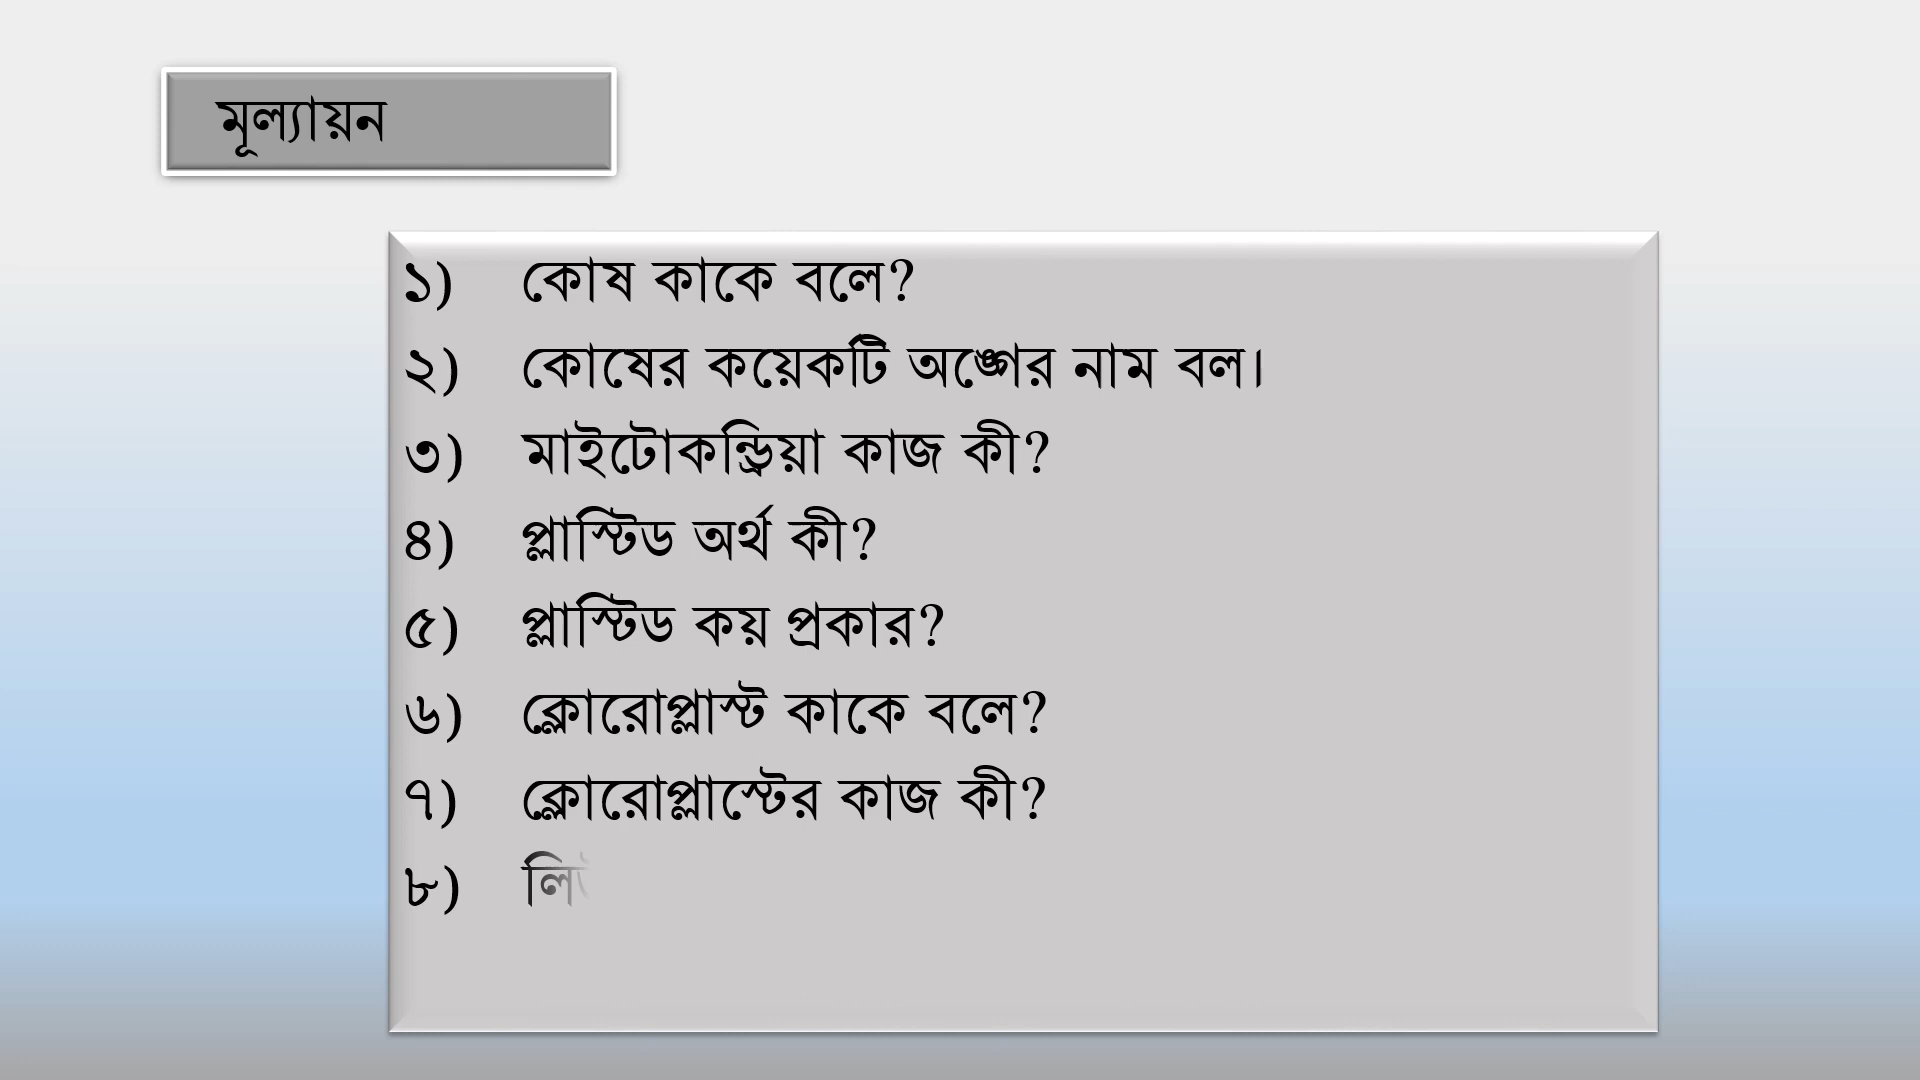 মূল্যায়ন
১) কোষ কাকে বলে?
২) কোষের কয়েকটি অঙ্গের নাম বল।
৩) মাইটোকন্ড্রিয়া কাজ কী?
৪) প্লাস্টিড অর্থ কী?
৫) প্লাস্টিড কয় প্রকার?
৬) ক্লোরোপ্লাস্ট কাকে বলে?
৭) ক্লোরোপ্লাস্টের কাজ কী?
৮)